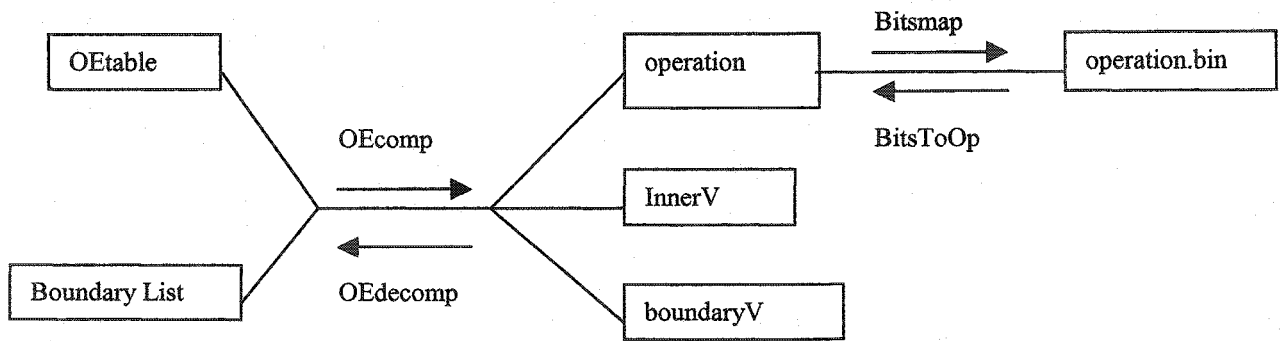 Bitsmap
OEtable
operation
operation.bin
OEcomp
BitsToOp
InnerV
Boundary List
OEdecomp
boundaryV